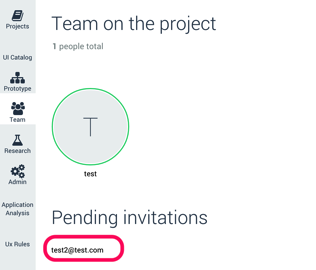 Projects
UI Catalog
Prototype
Team
Research
Admin
Application
Analysis
Ux Rules
Team on the project
1 people total
T
test
Pending invitations
test2@test.com